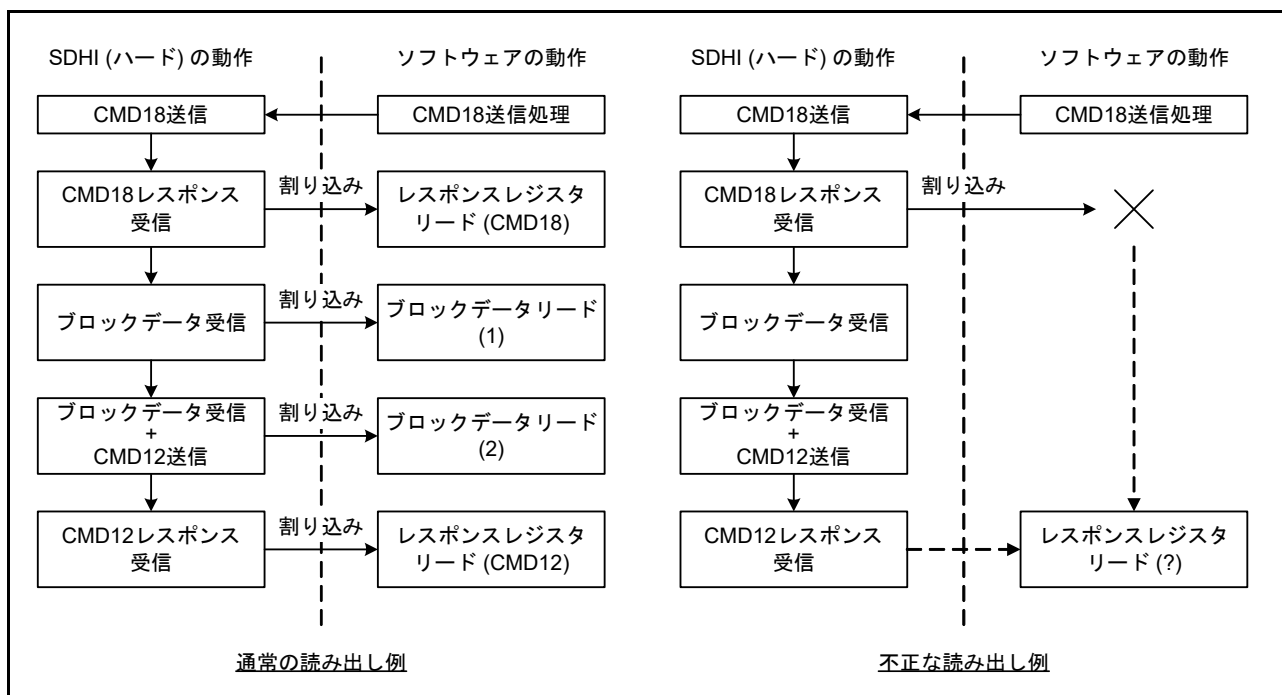 SDHI (ハード) の動作
ソフトウェアの動作
CMD18送信
CMD18送信処理
CMD18レスポンス
受信
割り込み
レスポンスレジスタ
リード (CMD18)
ブロックデータ受信
割り込み
ブロックデータリード
(1)
ブロックデータ受信
+
CMD12送信
割り込み
ブロックデータリード
(2)
CMD12レスポンス
受信
割り込み
レスポンスレジスタ
リード (CMD12)
通常の読み出し例
SDHI (ハード) の動作
ソフトウェアの動作
CMD18送信
CMD18送信処理
CMD18レスポンス
受信
割り込み
ブロックデータ受信
ブロックデータ受信
+
CMD12送信
CMD12レスポンス
受信
レスポンスレジスタ
リード (?)
不正な読み出し例